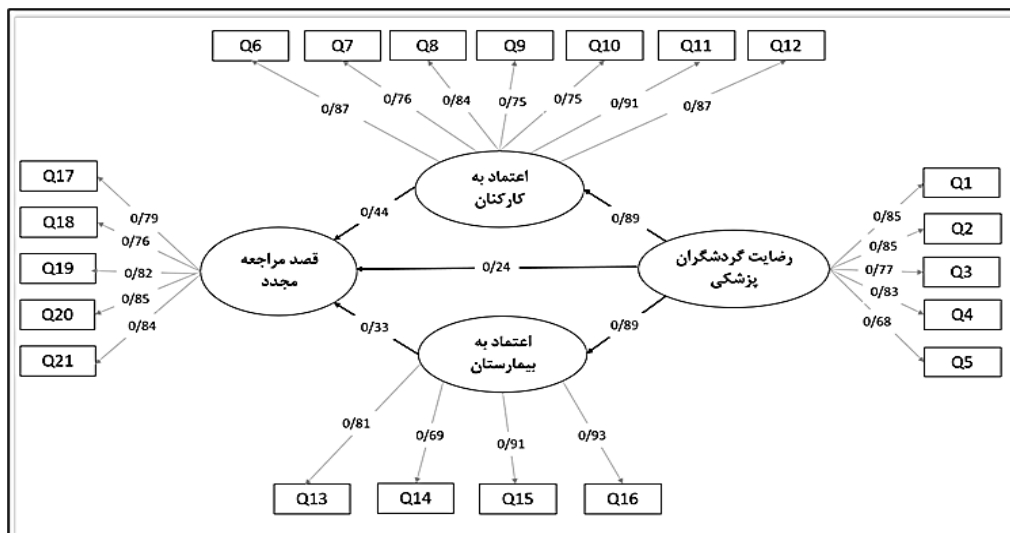 Q6 Q7 Q8 Q9 Q10 Q11 Q12
0/87 0/76 0/84 0/75 0/75 0/91 0/87
اعتماد به
کارکنان
Q17
Q18
Q19
Q20
Q21
0/79
0/76
0/82
0/85
0/84
قصد مراجعه
مجدد
0/44
0/89
0/24
0/33
0/89
رضایت گردشگران
پزشکی
0/85
0/85
0/77
0/83
0/68
Q1
Q2
Q3
Q4
Q5
اعتماد به
بیمارستان
0/81 0/69 0/91 0/93
Q13 Q14 Q15 Q16